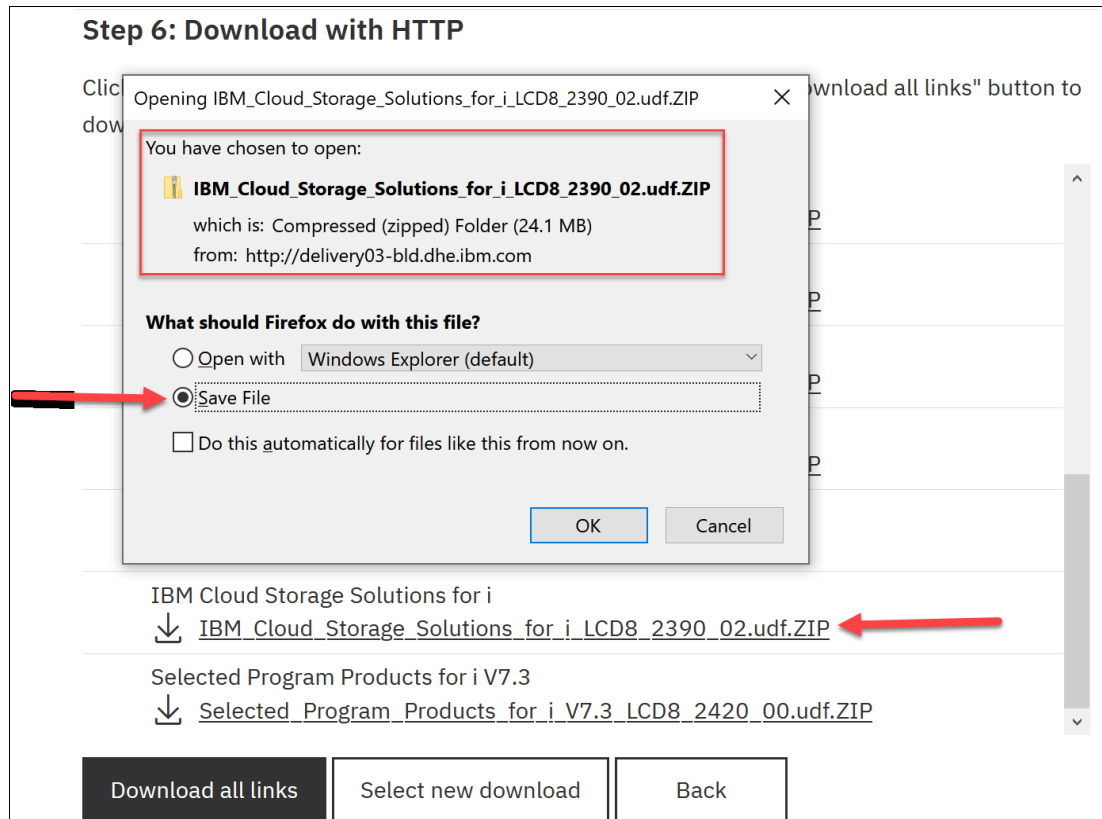 Step 6: Download with HTTP
Clic
ownload all links" button to
dow
Opening IBM_Cloud_Storage_Solutions_for_i_LCD8_2390_02.udf.ZIP
You have chosen to open:
IBM_Cloud_Storage_Solutions_for_i_LCD8_2390_02.udf.ZIP
which is: Compressed (zipped) Folder (24.1 MB)
from: http://delivery03-bld.dhe.ibm.com
P
P
What should Firefox do with this file?
Open with Windows Explorer (default)
P
Save File
Do this automatically for files like this from now on.
P
OK Cancel
IBM Cloud Storage Solutions for i
IBM_Cloud_Storage_Solutions_for_i_LCD8_2390_02.udf.ZIP
Selected Program Products for i V7.3
Selected_Program_Products_for_i_V7.3_LCD8_2420_00.udf.ZIP
Download all links Select new download Back